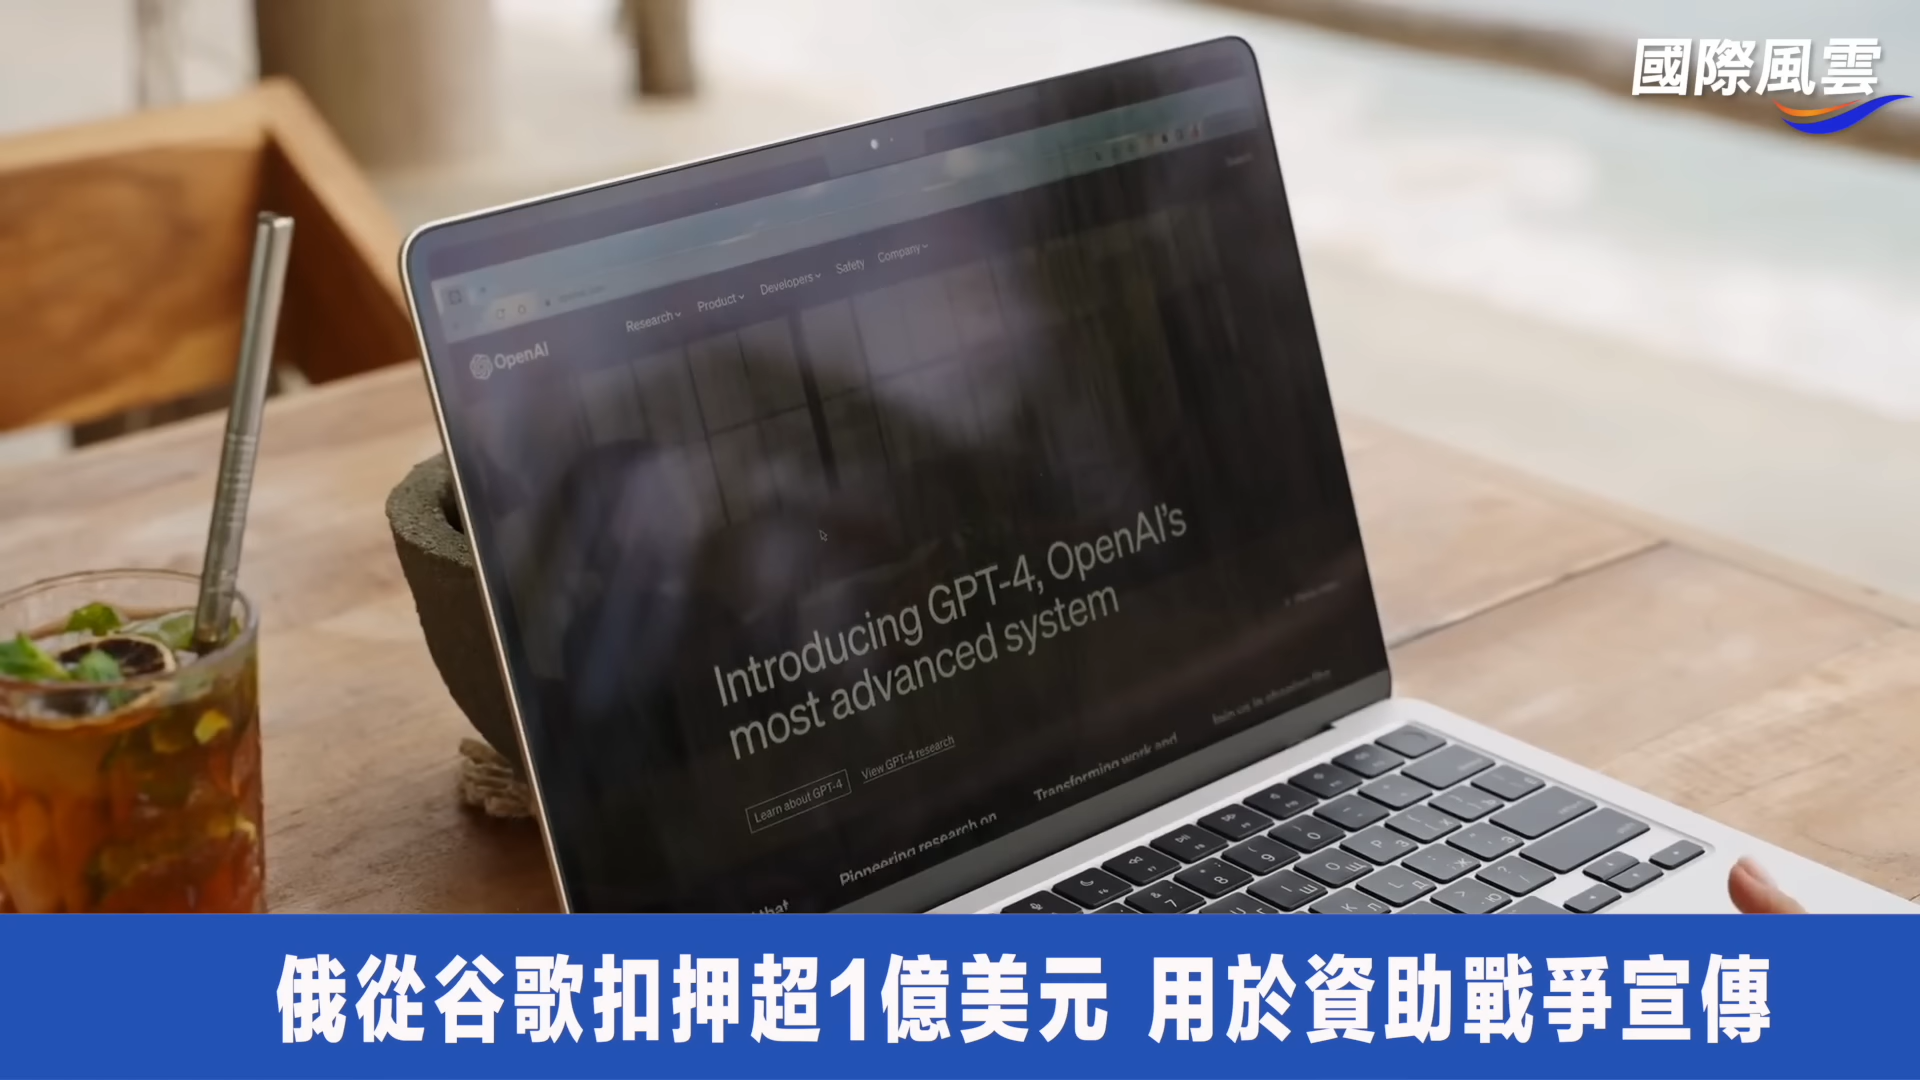 國際風雲
Research
Product
Developers
Safety
Company
OpenAI
Introducing GPT-4, OpenAI's
most advanced system
Learn about GPT-4
View GPT-4 research
Pioneering research on
Transforming work and
俄從谷歌扣押超1億美元 用於資助戰爭宣傳